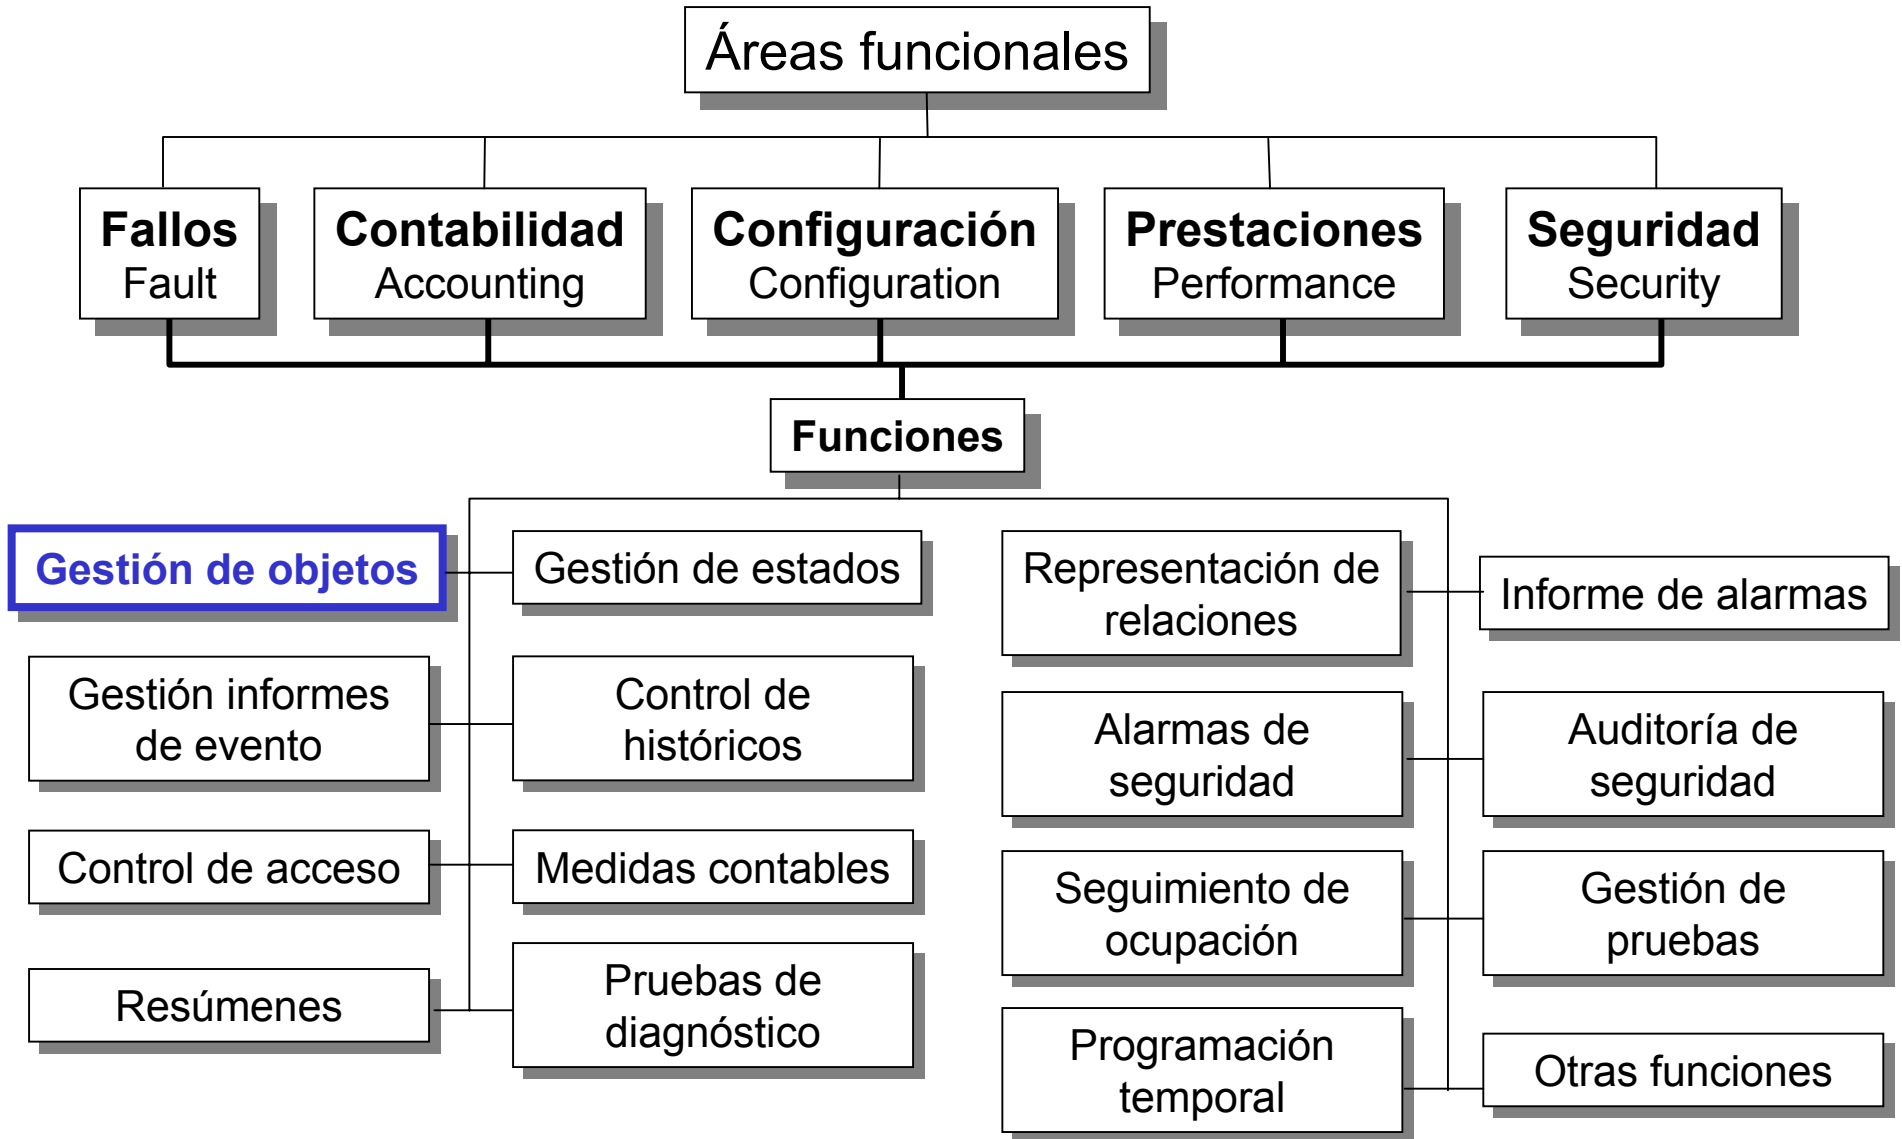 Áreas funcionales
Fallos
Fault
Contabilidad
Accounting
Configuración
Configuration
Prestaciones
Performance
Seguridad
Security
Funciones
Gestión de objetos
Gestión de estados
Representación de
relaciones
Informe de alarmas
Gestión informes
de evento
Control de
históricos
Alarmas de
seguridad
Auditoría de
seguridad
Control de acceso
Medidas contables
Seguimiento de
ocupación
Gestión de
pruebas
Resúmenes
Pruebas de
diagnóstico
Programación
temporal
Otras funciones